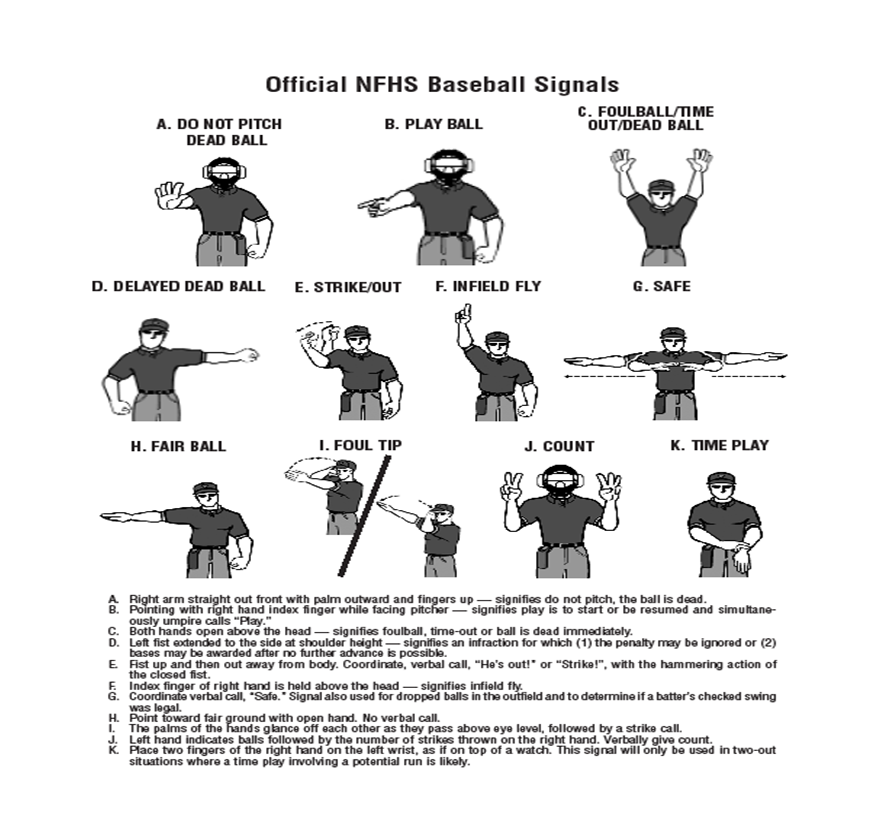 Official NFHS Baseball Signals
A. DO NOT PITCH
DEAD BALL
B. PLAY BALL
C. FOULBALL/TIME
OUT/DEAD BALL
D. DELAYED DEAD BALL
E. STRIKE/OUT
F. INFIELD FLY
G. SAFE
H. FAIR BALL
I. FOUL TIP
J. COUNT
K. TIME PLAY
A. Right arm straight out front with palm outward and fingers up — signifies do not pitch, the ball is dead.
B. Pointing with right hand index finger while facing pitcher — signifies play is to start or be resumed and simultane-
ously umpire calls “Play.”
C. Both hands open above the head — signifies foulball, time-out or ball is dead immediately.
D. Left fist extended to the side at shoulder height — signifies an infraction for which (1) the penalty may be ignored or (2)
bases may be awarded after no further advance is possible.
E. Fist up and then out away from body. Coordinate, verbal call, “He’s out!” or “Strike!”, with the hammering action of
the closed fist.
F. Index finger of right hand is held above the head — signifies infield fly.
G. Coordinate verbal call, “Safe.” Signal also used for dropped balls in the outfield and to determine if a batter’s checked swing
was legal.
H. Point toward fair ground with open hand. No verbal call.
I. The palms of the hands glance off each other as they pass above eye level, followed by a strike call.
J. Left hand indicates balls followed by the number of strikes thrown on the right hand. Verbally give count.
K. Place two fingers of the right hand on the left wrist, as if on top of a watch. This signal will only be used in two-out
situations where a time play involving a potential run is likely.